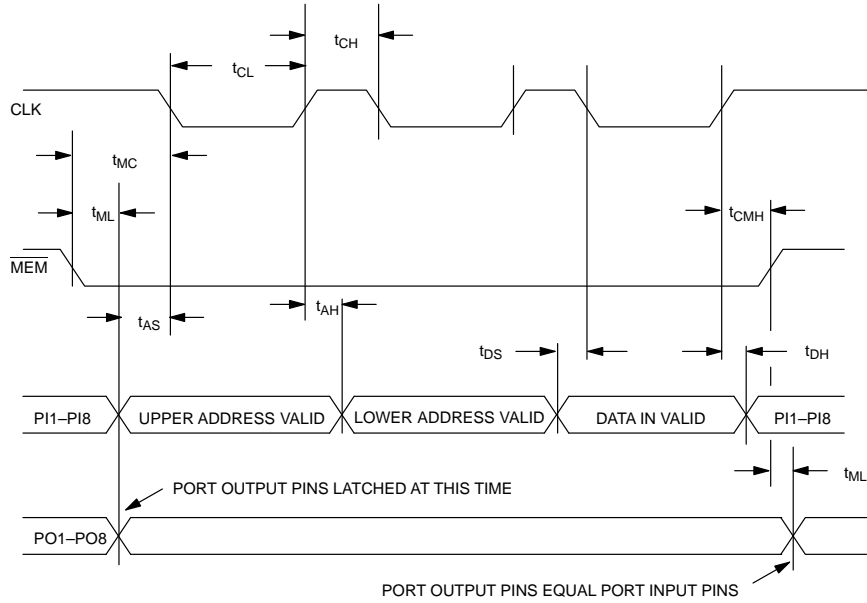 tCH
tCL
CLK
tMC
tML
tCMH
MEM
tAS
tAH
tDS
tDH
PI1–PI8
UPPER ADDRESS VALID
LOWER ADDRESS VALID
DATA IN VALID
PI1–PI8
tML
PORT OUTPUT PINS LATCHED AT THIS TIME
PO1–PO8
PORT OUTPUT PINS EQUAL PORT INPUT PINS